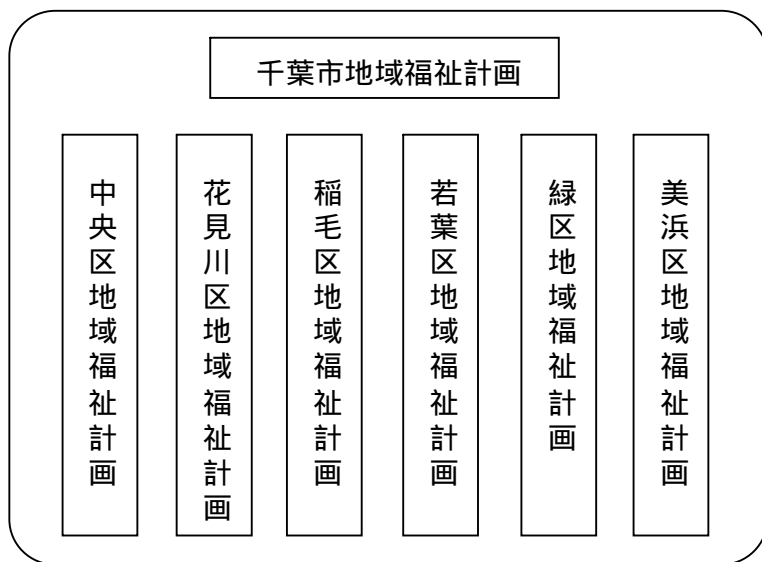 千葉市地域福祉計画
中央区地域福祉計画
花見川区地域福祉計画
稲毛区地域福祉計画
若葉区地域福祉計画
緑区地域福祉計画
美浜区地域福祉計画